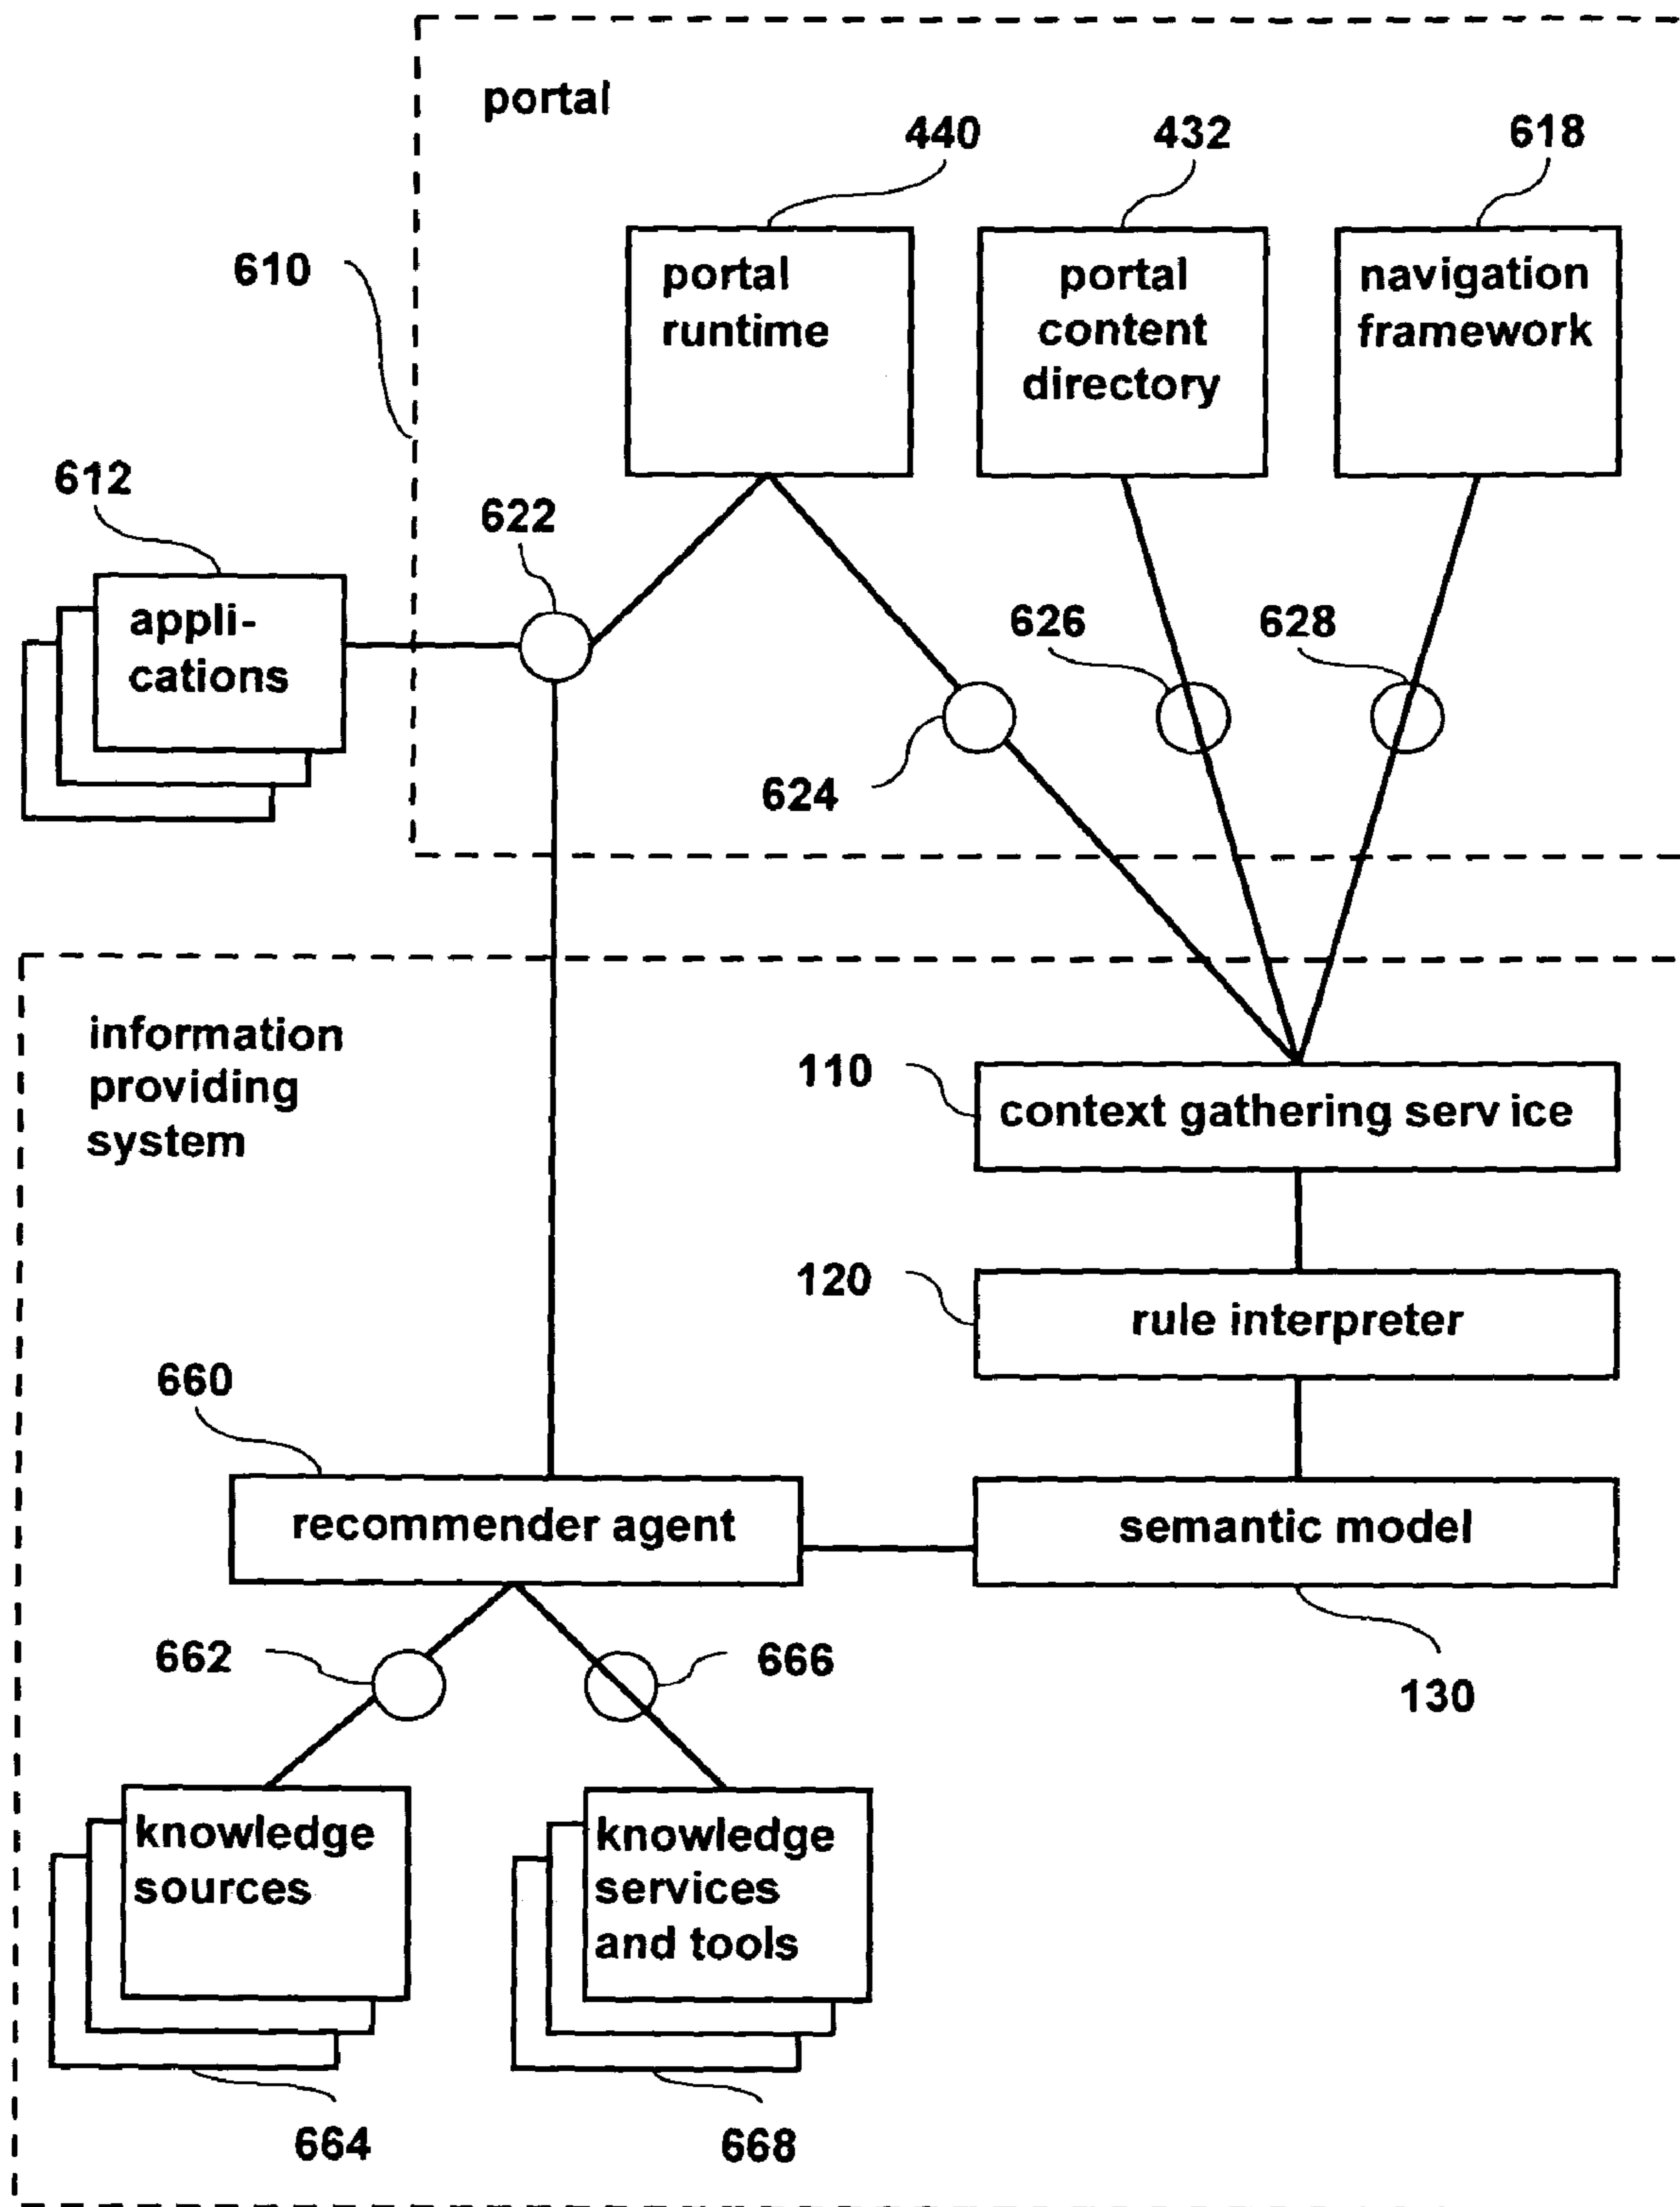 portal
440
432
618
610
portal
runtime
portal
content
directory
navigation
framework
612
622
appli-
cations
626
628
624
information
providing
system
110
context gathering service
120
rule interpreter
660
recommender agent
semantic model
662
666
130
knowledge
sources
knowledge
services
and tools
664
668